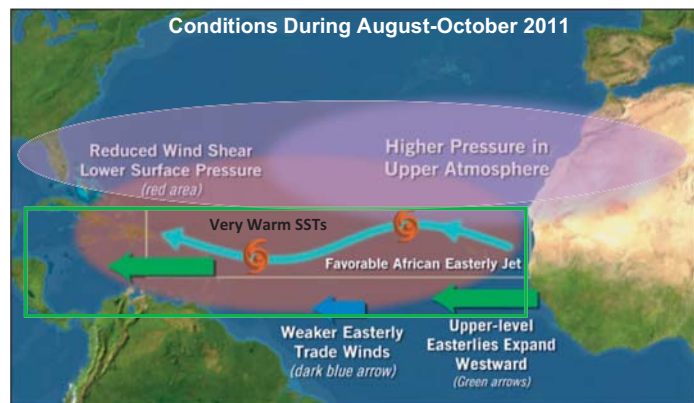 Conditions During August-October 2011
Reduced Wind Shear
Lower Surface Pressure
(red area)
Higher Pressure in
Upper Atmosphere
Very Warm SSTs
Favorable African Easterly Jet
Weaker Easterly
Trade Winds
(dark blue arrow)
Upper-level
Easterlies Expand
Westward
(Green arrows)